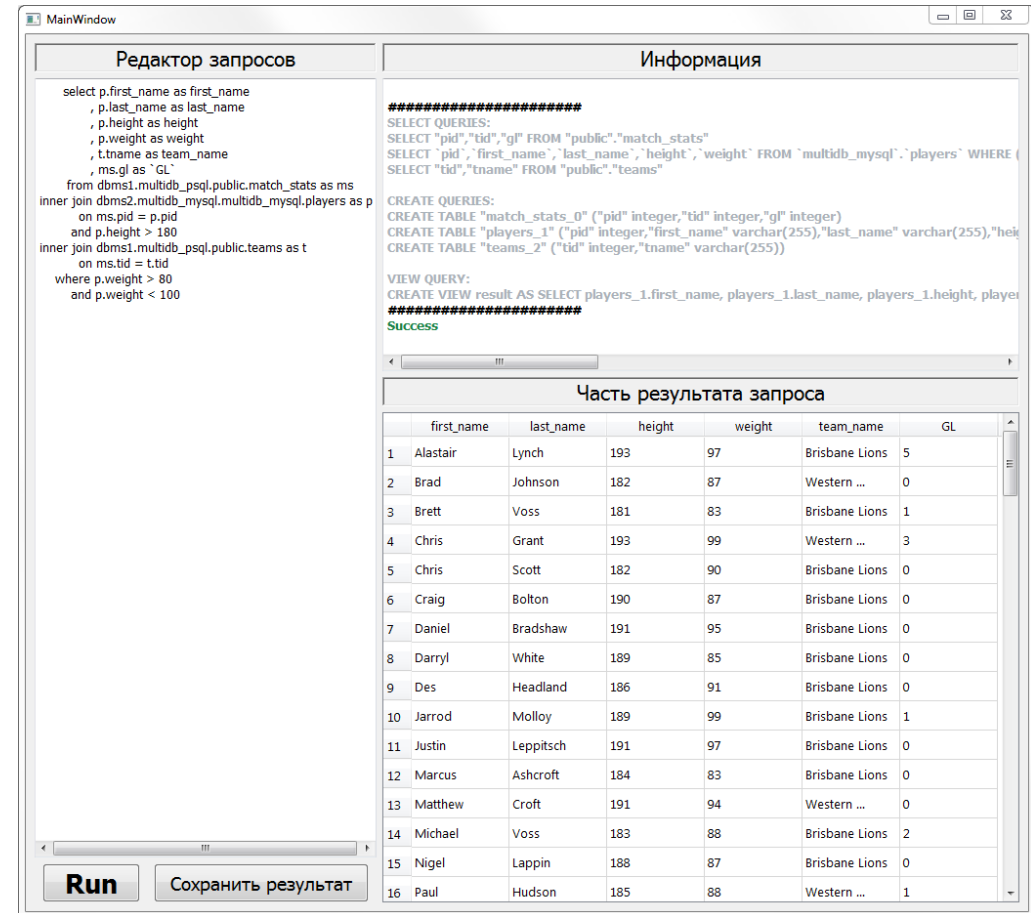 MainWindow
Редактор запросов
select p.first_name as first_name
, p.last_name as last_name
, p.height as height
, p.weight as weight
, t.tname as team_name
, ms.gl as `GL`
from dbms1.multidb_psql.public.match_stats as ms
inner join dbms2.multidb_mysql.multidb_mysql.players as p
on ms.pid = p.pid
and p.height > 180
inner join dbms1.multidb_psql.public.teams as t
on ms.tid = t.tid
where p.weight > 80
and p.weight < 100
Run
Сохранить результат
Информация
######################
SELECT QUERIES:
SELECT "pid","tid","gl" FROM "public"."match_stats"
SELECT `pid`,`first_name`,`last_name`,`height`,`weight` FROM `multidb_mysql`.`players` WHERE (
SELECT "tid","tname" FROM "public"."teams"
CREATE QUERIES:
CREATE TABLE "match_stats_0" ("pid" integer,"tid" integer,"gl" integer)
CREATE TABLE "players_1" ("pid" integer,"first_name" varchar(255),"last_name" varchar(255),"hei
CREATE TABLE "teams_2" ("tid" integer,"tname" varchar(255))
VIEW QUERY:
CREATE VIEW result AS SELECT players_1.first_name, players_1.last_name, players_1.height, player
######################
Success
Часть результата запроса
first_name last_name height weight team_name GL
1 Alastair Lynch 193 97 Brisbane Lions 5
2 Brad Johnson 182 87 Western ... 0
3 Brett Voss 181 83 Brisbane Lions 1
4 Chris Grant 193 99 Western ... 3
5 Chris Scott 182 90 Brisbane Lions 0
6 Craig Bolton 190 87 Brisbane Lions 0
7 Daniel Bradshaw 191 95 Brisbane Lions 0
8 Darryl White 189 85 Brisbane Lions 0
9 Des Headland 186 91 Brisbane Lions 0
10 Jarrod Molloy 189 99 Brisbane Lions 1
11 Justin Leppitsch 191 97 Brisbane Lions 0
12 Marcus Ashcroft 184 83 Brisbane Lions 0
13 Matthew Croft 191 94 Western ... 0
14 Michael Voss 183 88 Brisbane Lions 2
15 Nigel Lappin 188 87 Brisbane Lions 0
16 Paul Hudson 185 88 Western ... 1